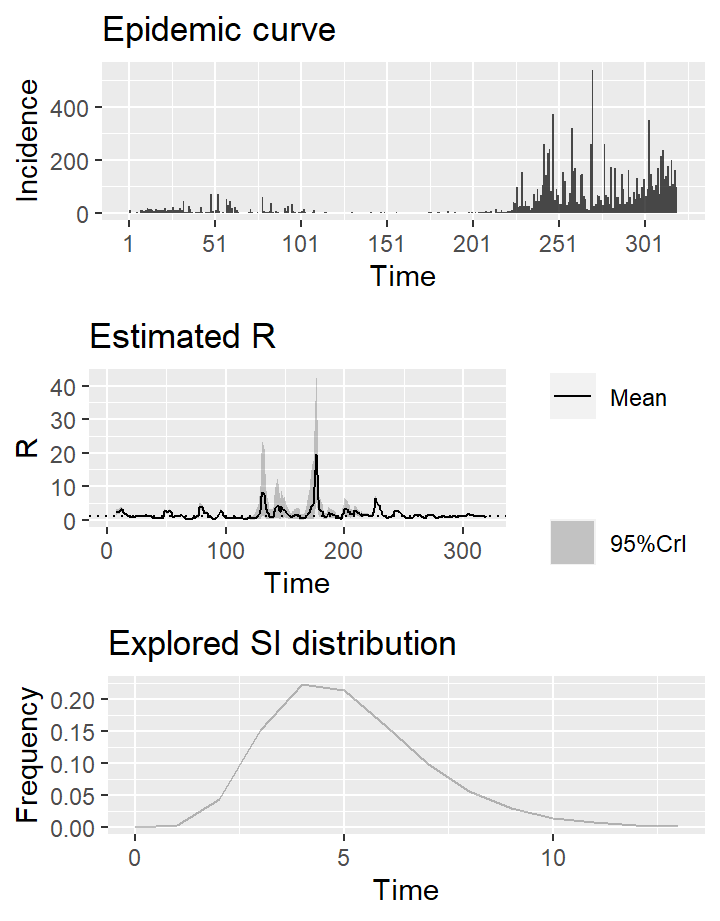 Epidemic curve
Incidence
400
200
0
1 51 101 151 201 251 301
Time
Estimated R
R
40
30
20
10
0
0 100 200 300
Time
Mean
95%CrI
Explored SI distribution
Frequency
0.20
0.15
0.10
0.05
0.00
0 5 10
Time